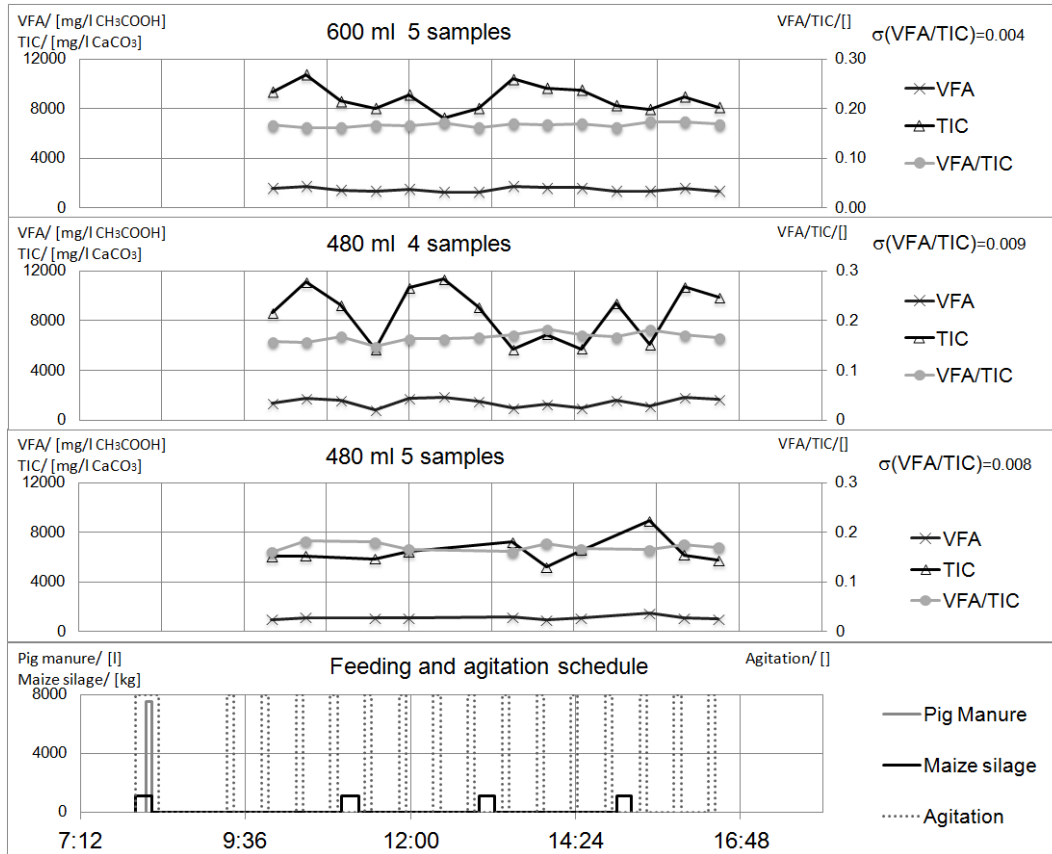 VFA/ [mg/l CH₃COOH]
TIC/ [mg/l CaCO₃]
600 ml 5 samples
VFA/TIC/[]
σ(VFA/TIC)=0.004
12000
8000
4000
0
0.30
0.20
0.10
0.00
VFA
TIC
VFA/TIC
VFA/ [mg/l CH₃COOH]
TIC/ [mg/l CaCO₃]
480 ml 4 samples
VFA/TIC/[]
σ(VFA/TIC)=0.009
12000
8000
4000
0
0.3
0.2
0.1
0
VFA
TIC
VFA/TIC
VFA/ [mg/l CH₃COOH]
TIC/ [mg/l CaCO₃]
480 ml 5 samples
VFA/TIC/[]
σ(VFA/TIC)=0.008
12000
8000
4000
0
0.3
0.2
0.1
0
VFA
TIC
VFA/TIC
Pig manure/ [l]
Maize silage/ [kg]
Feeding and agitation schedule
Agitation/ []
8000
4000
0
Pig Manure
Maize silage
Agitation
7:12 9:36 12:00 14:24 16:48